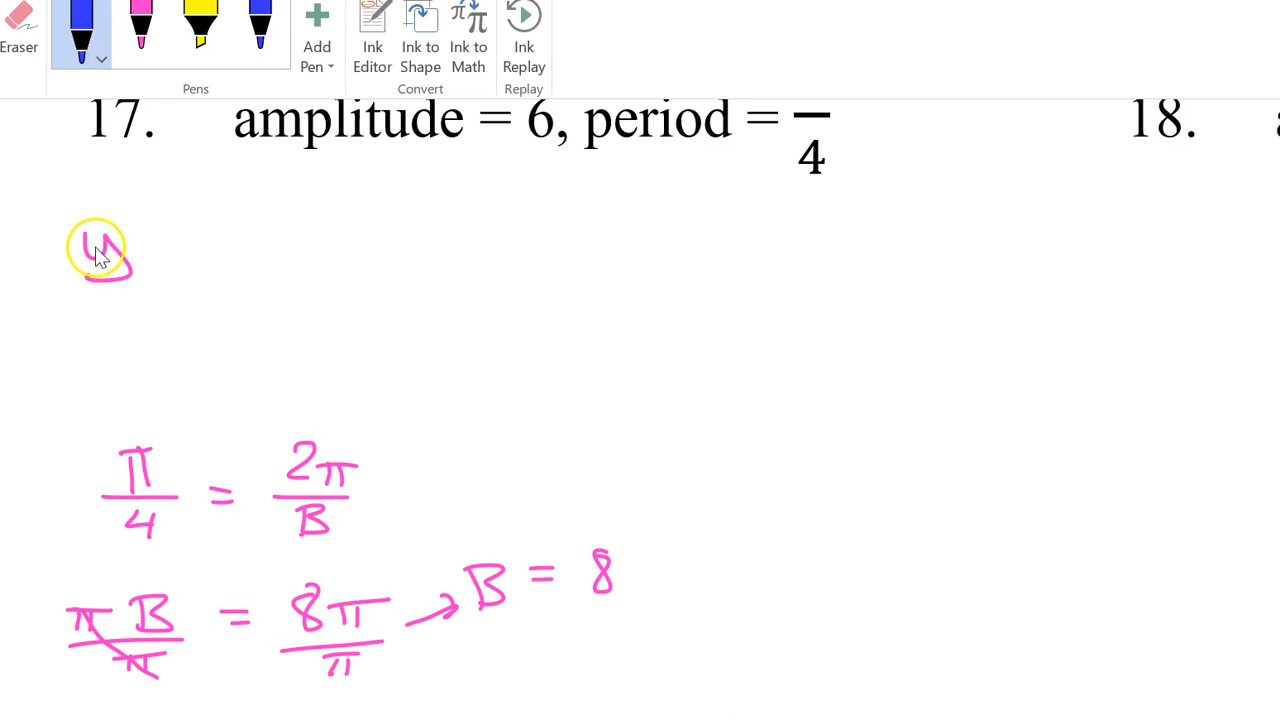 Eraser
Add Pen
Ink Editor
Ink to Shape
Ink to Math
Ink Replay
Pens
Convert
Replay
17. amplitude = 6, period = — 4
18.
y
π/4 = 2π/B
πB/π = 8π/π → B = 8